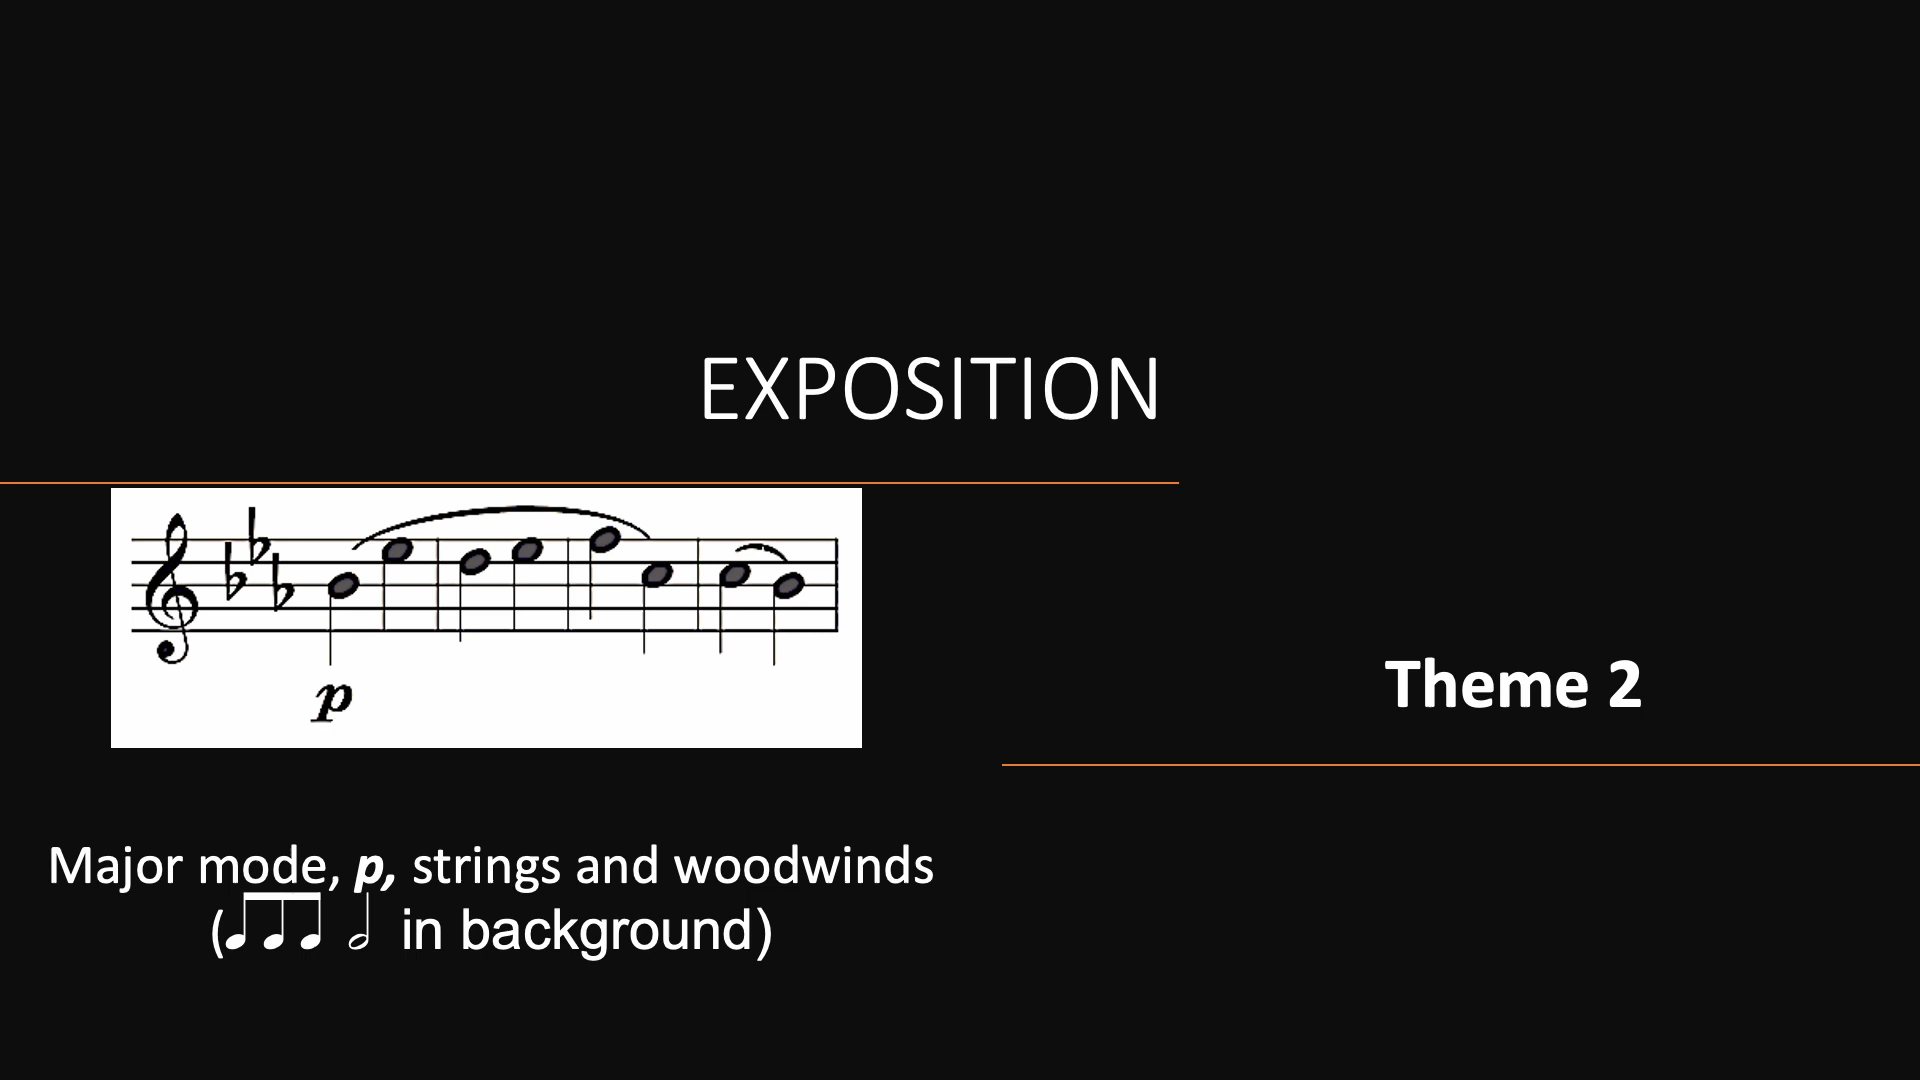 EXPOSITION
p
Theme 2
Major mode, p, strings and woodwinds
(♫♪ 𝅗𝅥 in background)